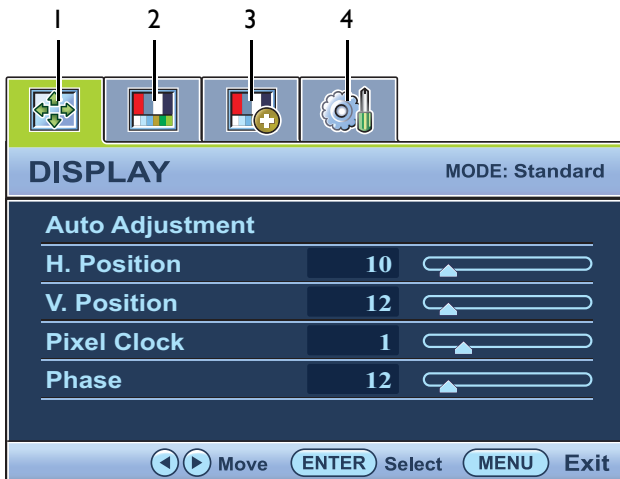 1 2 3 4
DISPLAY MODE: Standard
Auto Adjustment
H. Position 10
V. Position 12
Pixel Clock 1
Phase 12
Move ENTER Select MENU Exit